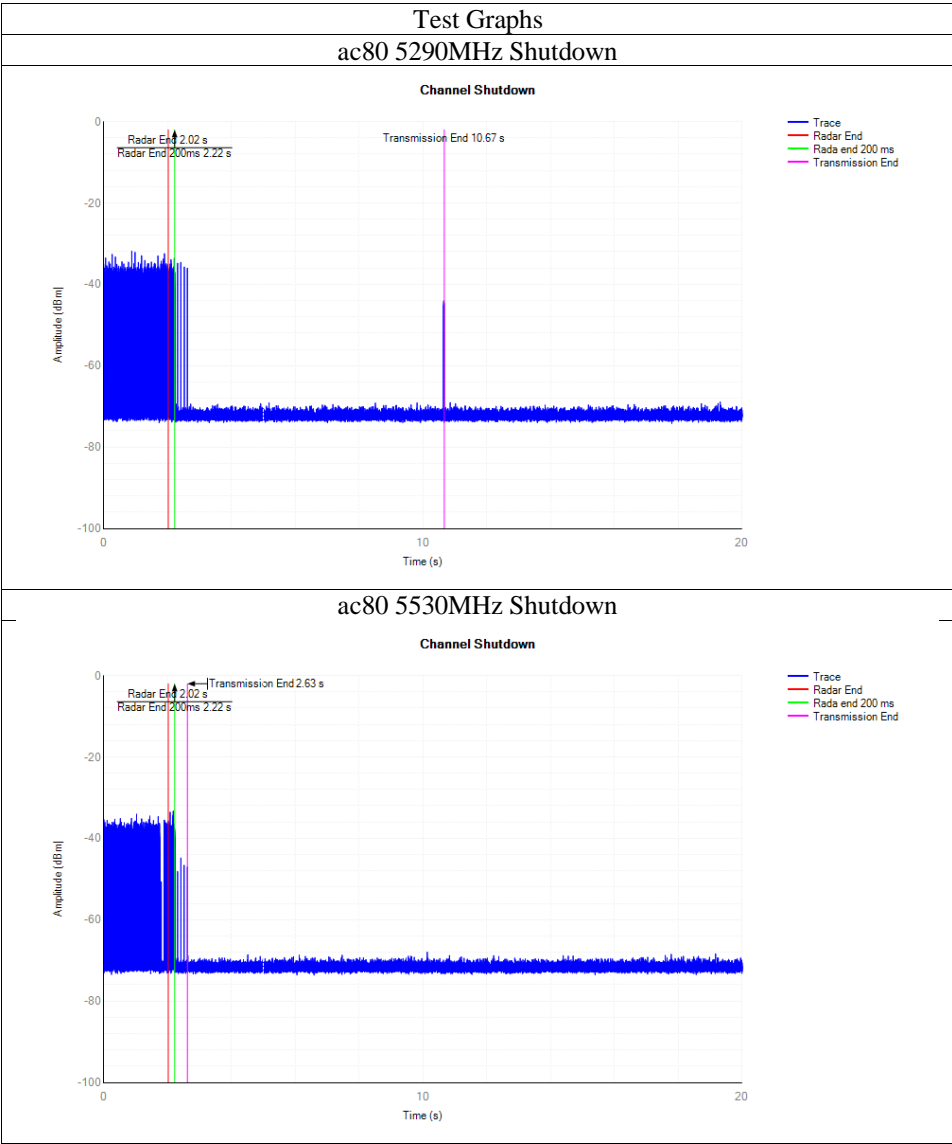 Test Graphs
ac80 5290MHz Shutdown
Channel Shutdown
0
Radar End 2.02 s
Radar End 200ms 2.22 s
Transmission End 10.67 s
Trace
Radar End
Rada end 200 ms
Transmission End
-20
-40
Amplitude [dBm]
-60
-80
-100
0
10
20
Time (s)
ac80 5530MHz Shutdown
Channel Shutdown
0
Transmission End 2.63 s
Radar End 2.02 s
Radar End 200ms 2.22 s
Trace
Radar End
Rada end 200 ms
Transmission End
-20
-40
Amplitude [dBm]
-60
-80
-100
0
10
20
Time (s)